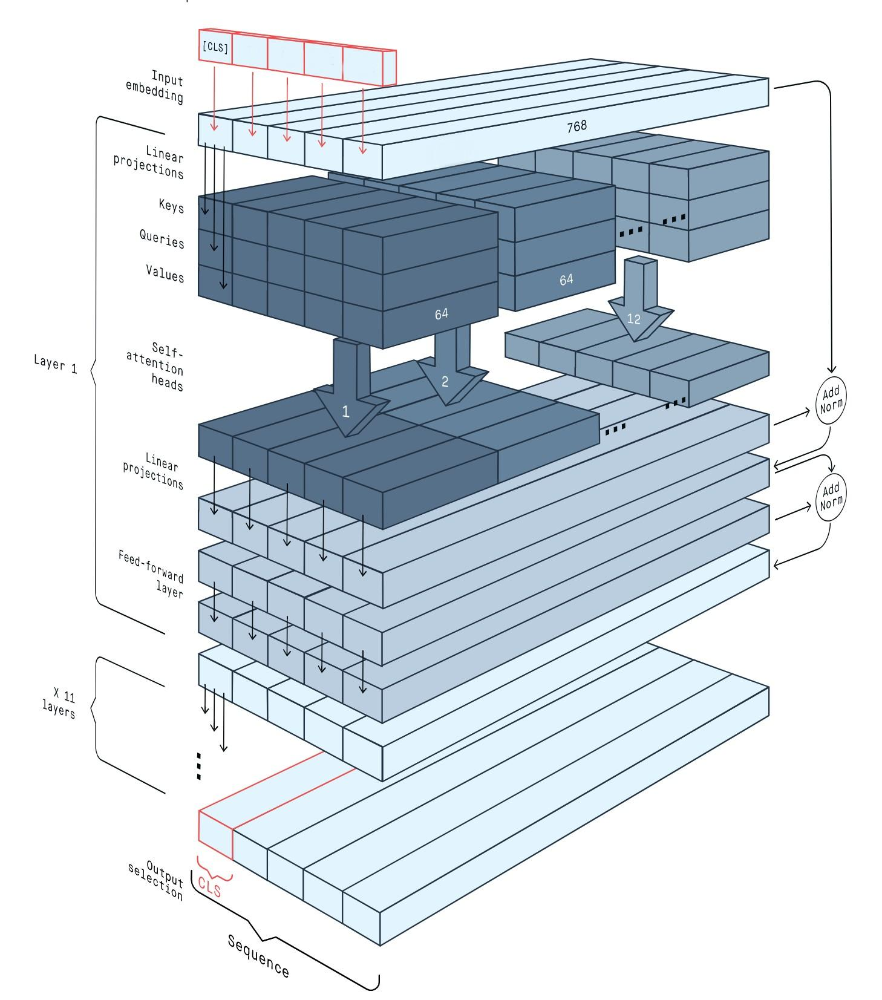 [CLS]
Input
embedding
768
Linear
projections
Keys
Queries
Values
64
64
12
Self-
attention
heads
Layer 1
2
1
Add
Norm
Linear
projections
Add
Norm
Feed-forward
layer
X 11
layers
Output
selection
CLS
Sequence